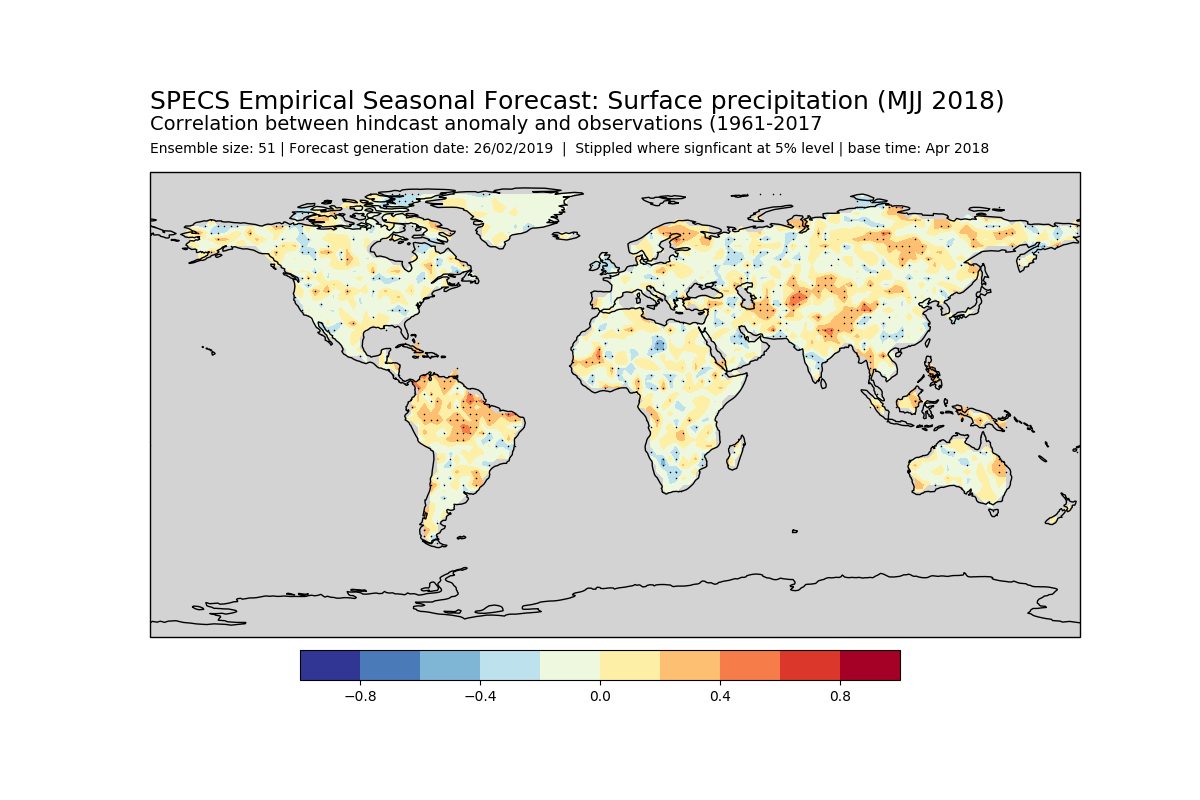 SPECS Empirical Seasonal Forecast: Surface precipitation (MJJ 2018)
Correlation between hindcast anomaly and observations (1961-2017
Ensemble size: 51 | Forecast generation date: 26/02/2019  |  Stippled where signficant at 5% level | base time: Apr 2018
−0.8 −0.4 0.0 0.4 0.8